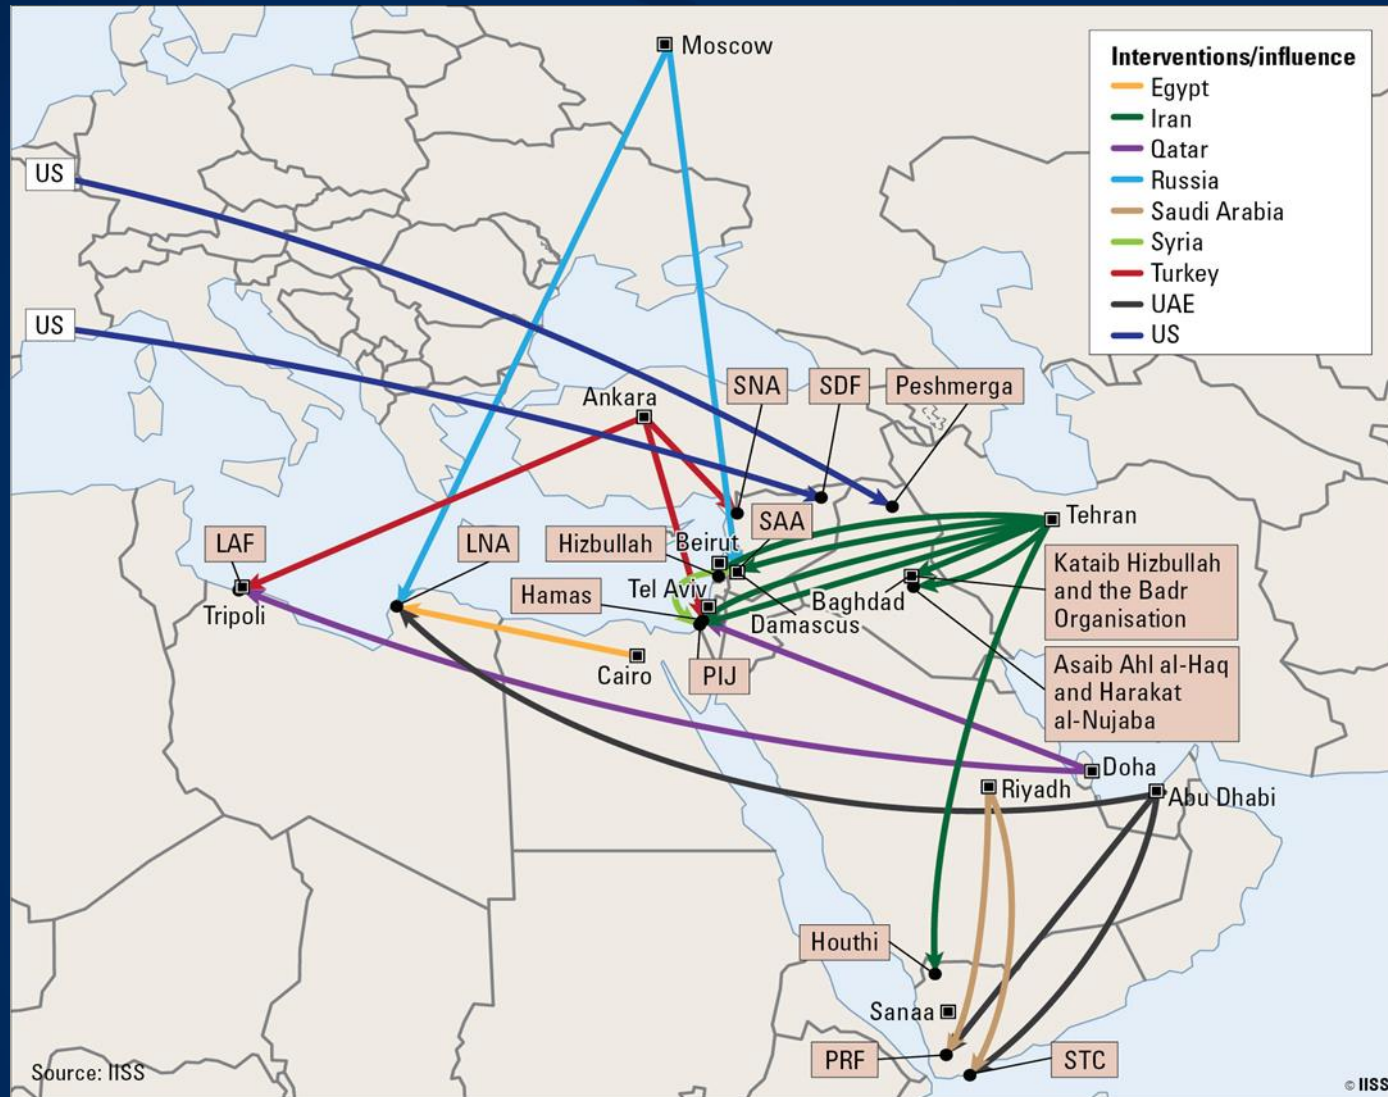 Moscow
Interventions/influence
Egypt
Iran
Qatar
Russia
Saudi Arabia
Syria
Turkey
UAE
US
US
US
Ankara
SNA
SDF
Peshmerga
LAF
Tripoli
LNA
Hizbullah
Beirut
SAA
Tehran
Hamas
Tel Aviv
Baghdad
Damascus
Kataib Hizbullah
and the Badr
Organisation
Cairo
PIJ
Asaib Ahl al-Haq
and Harakat
al-Nujaba
Doha
Riyadh
Abu Dhabi
Houthi
Sanaa
PRF
STC
Source: IISS
© IISS